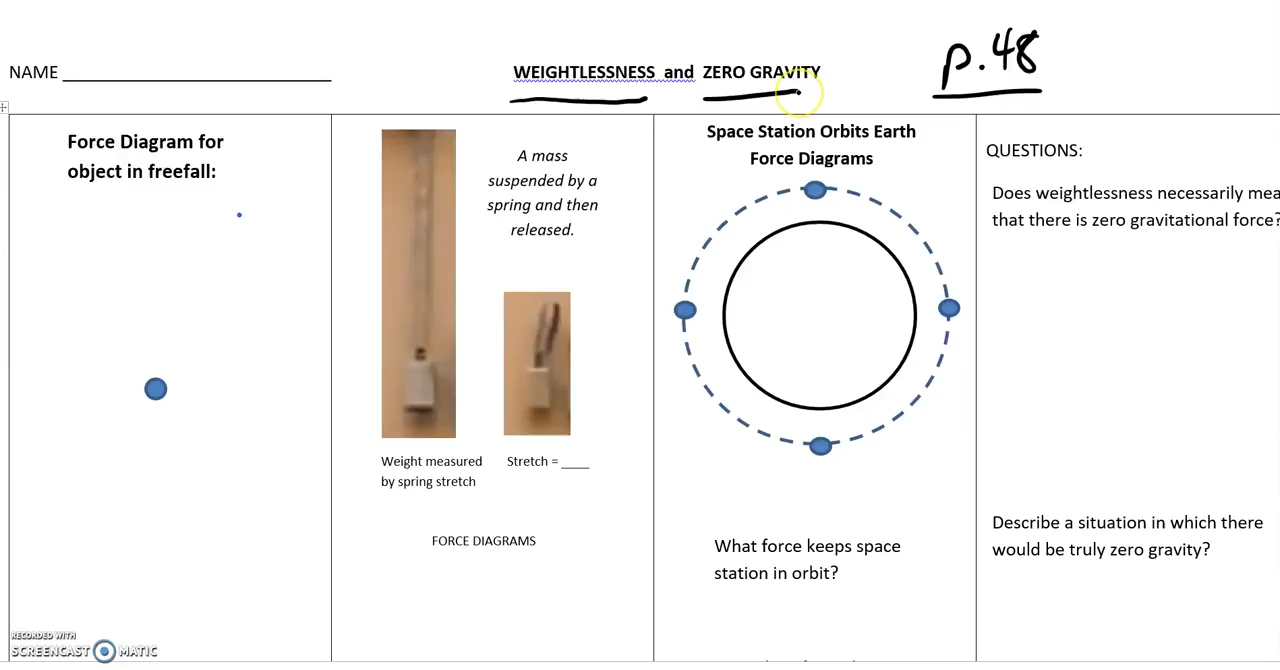 p.48
NAME ________________________________
WEIGHTLESSNESS and ZERO GRAVITY
Force Diagram for
object in freefall:
A mass
suspended by a
spring and then
released.
Weight measured
by spring stretch
Stretch = ____
FORCE DIAGRAMS
Space Station Orbits Earth
Force Diagrams
What force keeps space
station in orbit?
QUESTIONS:
Does weightlessness necessarily mea
that there is zero gravitational force?
Describe a situation in which there
would be truly zero gravity?
RECORDED WITH
SCREENCAST MATIC